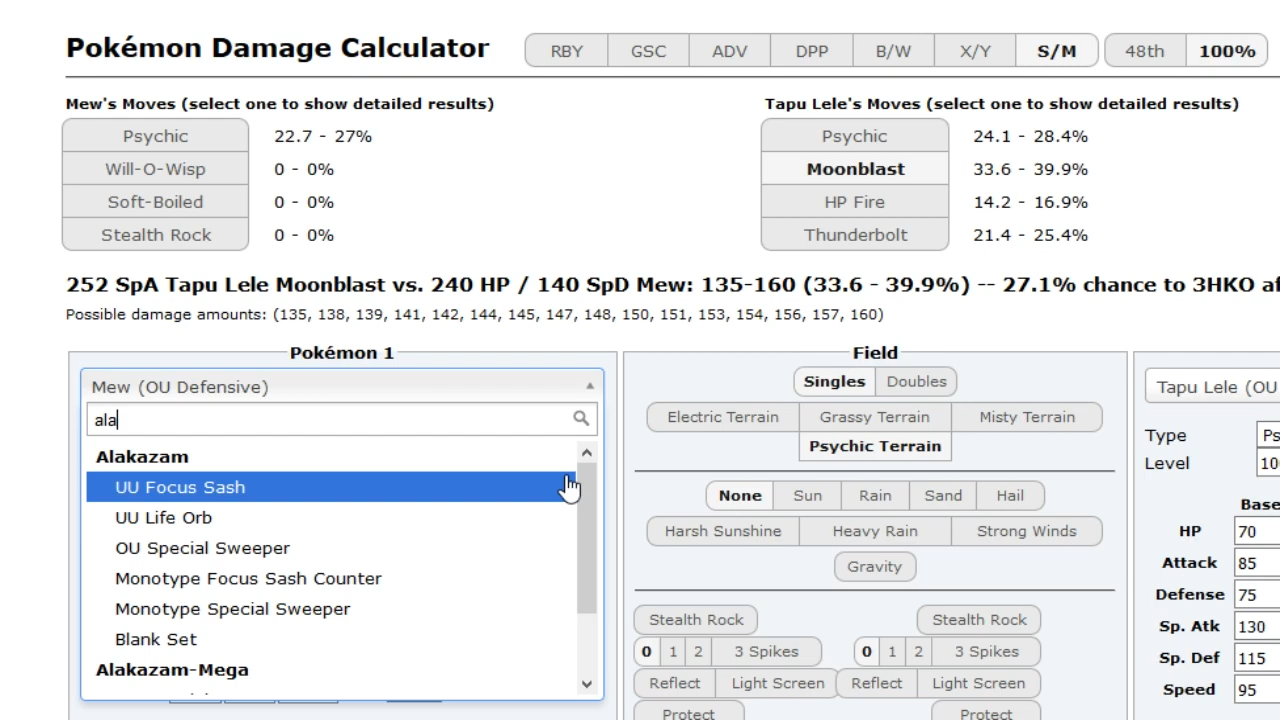 Pokémon Damage Calculator RBY GSC ADV DPP B/W X/Y S/M 48th 100%
Mew's Moves (select one to show detailed results)
Psychic 22.7 - 27%
Will-O-Wisp 0 - 0%
Soft-Boiled 0 - 0%
Stealth Rock 0 - 0%
Tapu Lele's Moves (select one to show detailed results)
Psychic 24.1 - 28.4%
Moonblast 33.6 - 39.9%
HP Fire 14.2 - 16.9%
Thunderbolt 21.4 - 25.4%
252 SpA Tapu Lele Moonblast vs. 240 HP / 140 SpD Mew: 135-160 (33.6 - 39.9%) -- 27.1% chance to 3HKO
Possible damage amounts: (135, 138, 139, 141, 142, 144, 145, 147, 148, 150, 151, 153, 154, 156, 157, 160)
Pokémon 1
Mew (OU Defensive)
ala
Alakazam
UU Focus Sash
UU Life Orb
OU Special Sweeper
Monotype Focus Sash Counter
Monotype Special Sweeper
Blank Set
Alakazam-Mega
Field
Singles Doubles
Electric Terrain Grassy Terrain Misty Terrain
Psychic Terrain
None Sun Rain Sand Hail
Harsh Sunshine Heavy Rain Strong Winds
Gravity
Stealth Rock Stealth Rock
0 1 2 3 Spikes 0 1 2 3 Spikes
Reflect Light Screen Reflect Light Screen
Protect Protect
Tapu Lele (OU
Type Ps
Level 10
Base
HP 70
Attack 85
Defense 75
Sp. Atk 130
Sp. Def 115
Speed 95